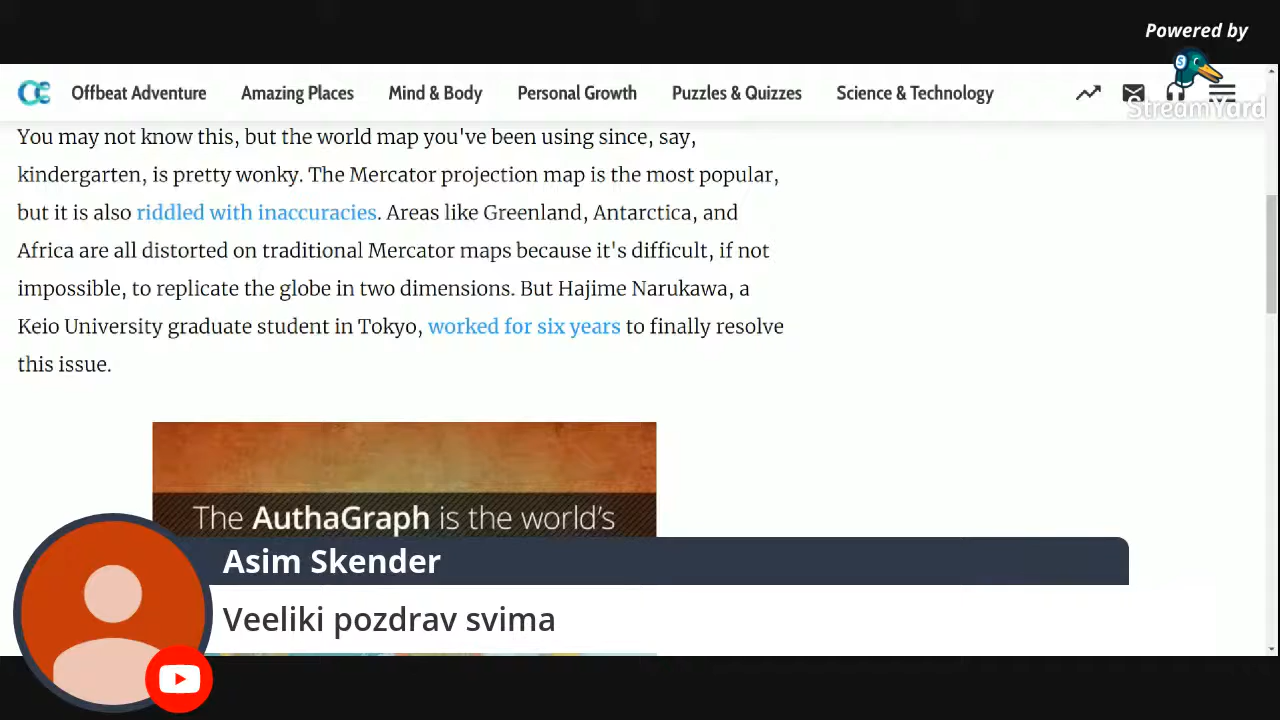 Powered by
StreamYard
Offbeat Adventure Amazing Places Mind & Body Personal Growth Puzzles & Quizzes Science & Technology
You may not know this, but the world map you've been using since, say,
kindergarten, is pretty wonky. The Mercator projection map is the most popular,
but it is also riddled with inaccuracies. Areas like Greenland, Antarctica, and
Africa are all distorted on traditional Mercator maps because it's difficult, if not
impossible, to replicate the globe in two dimensions. But Hajime Narukawa, a
Keio University graduate student in Tokyo, worked for six years to finally resolve
this issue.
The AuthaGraph is the world's
Asim Skender
Veeliki pozdrav svima